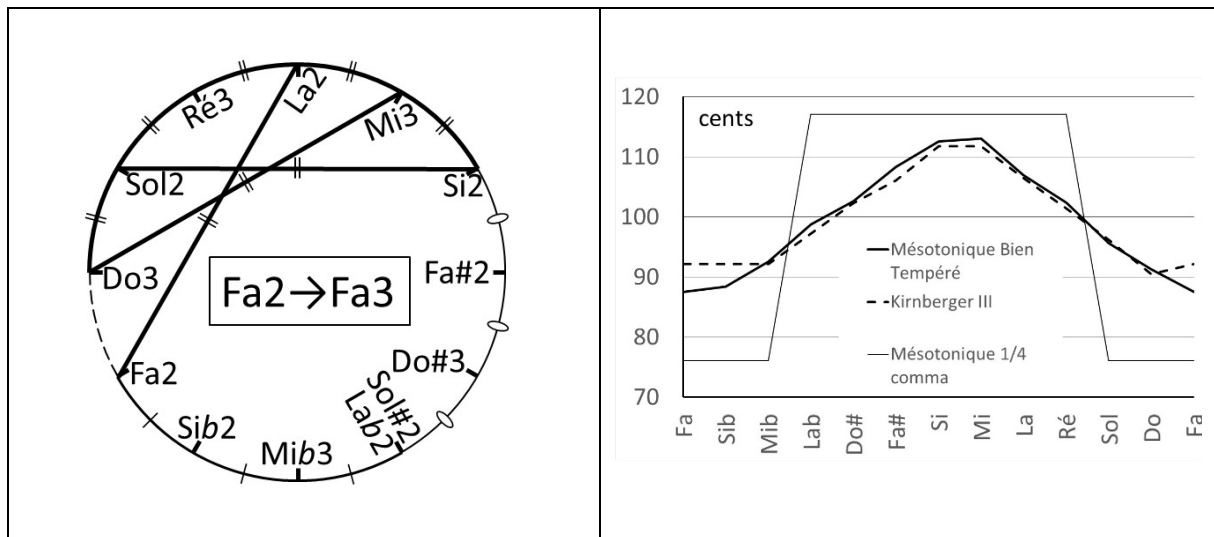 La2
Ré3
Mi3
Sol2
Si2
Do3
Fa2→Fa3
Fa#2
Fa2
Do#3
Sol#2
Lab2
Sib2
Mib3
120
110
100
90
80
70
cents
Mésotonique Bien
Tempéré
Kirnberger III
Mésotonique 1/4
comma
Fa
Sib
Mib
Lab
Do#
Fa#
Si
Mi
La
Ré
Sol
Do
Fa